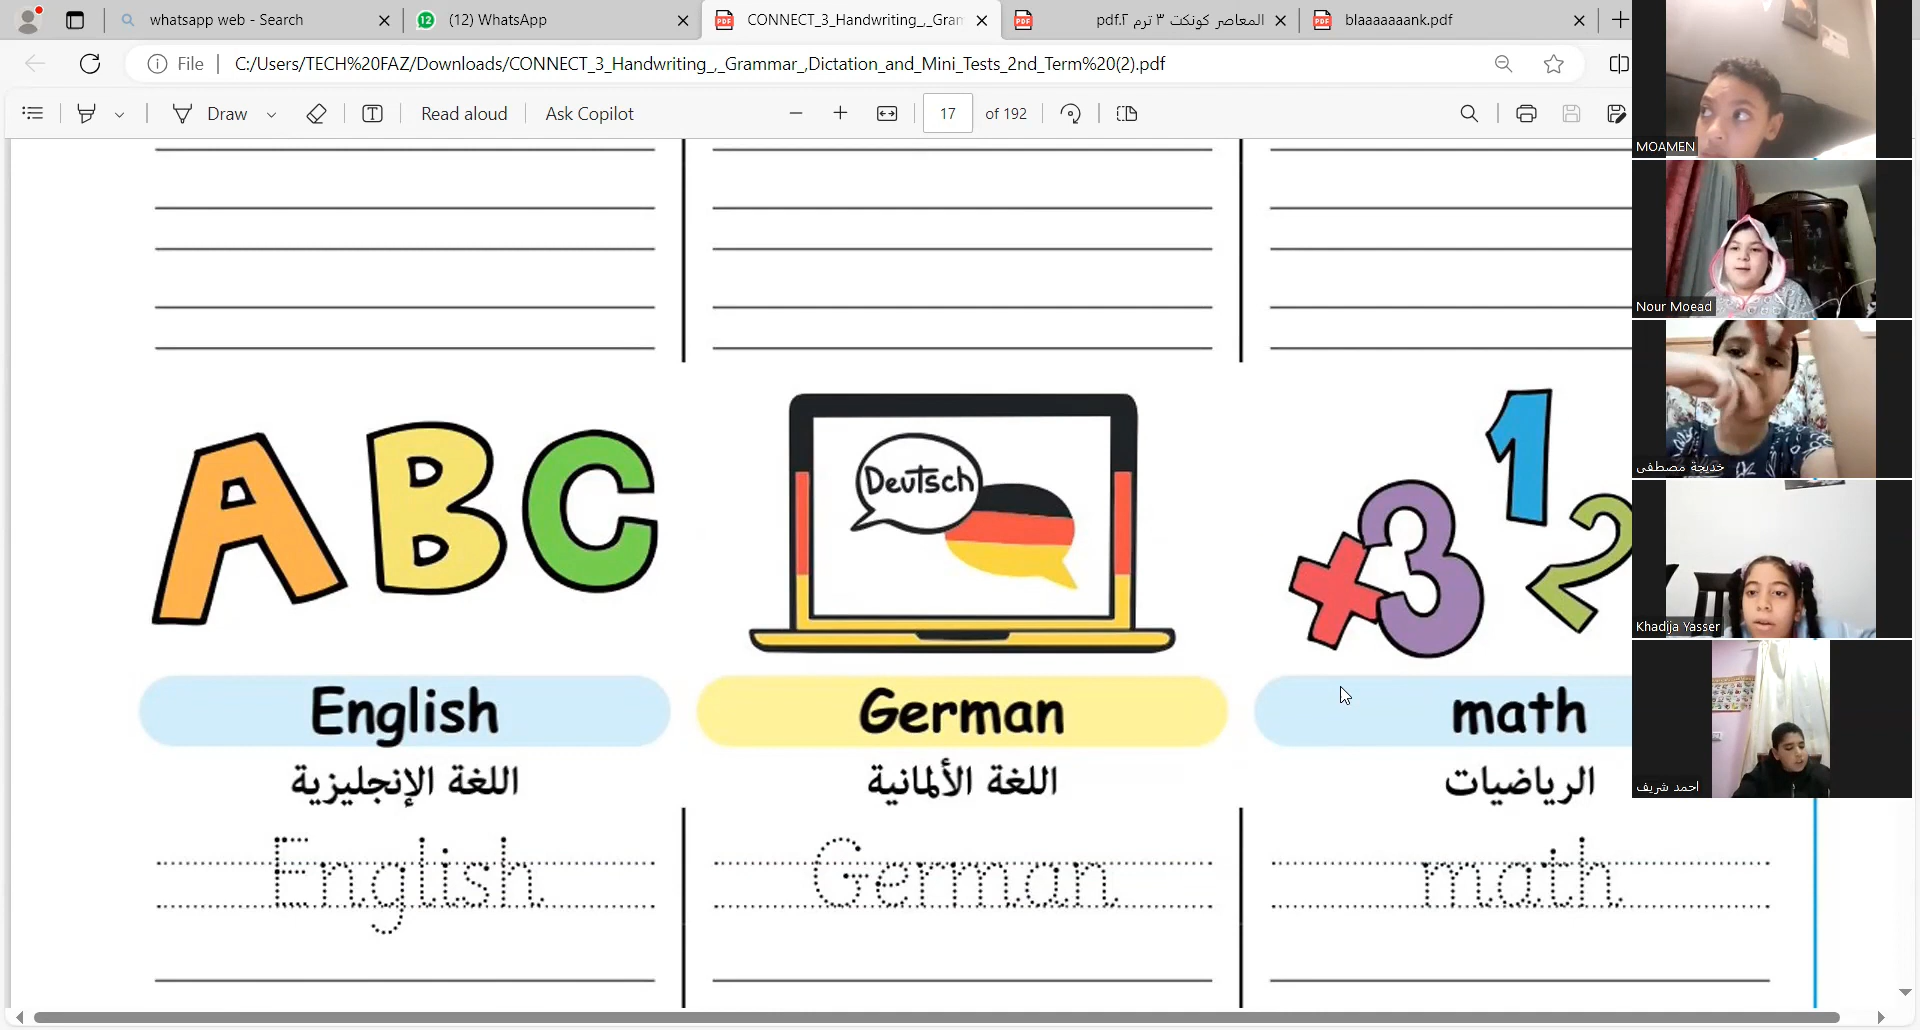 whatsapp web - Search
12
(12) WhatsApp
CONNECT_3_Handwriting_,_Gram
المعاصر كونكت ٣ ترم ٢.pdf
blaaaaaaank.pdf
File
C:/Users/TECH%20FAZ/Downloads/CONNECT_3_Handwriting_,_Grammar_,Dictation_and_Mini_Tests_2nd_Term%20(2).pdf
Draw
Read aloud
Ask Copilot
17
of 192
MOAMEN
Nour Moead
خديجة مصطفى
Khadija Yasser
احمد شريف
A B C
Deutsch
1
+3
2
English
German
math
اللغة الإنجليزية
اللغة الألمانية
الرياضيات
English
German
math